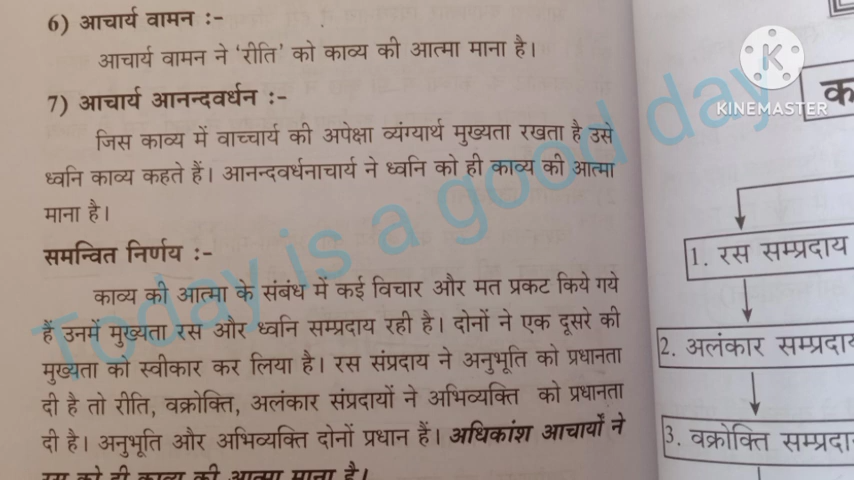 6) आचार्य वामन :-
आचार्य वामन ने 'रीति' को काव्य की आत्मा माना है।
7) आचार्य आनन्दवर्धन :-
जिस काव्य में वाच्चार्य की अपेक्षा व्यंग्यार्थ मुख्यता रखता है उसे
ध्वनि काव्य कहते हैं। आनन्दवर्धनाचार्य ने ध्वनि को ही काव्य की आत्मा
माना है।
समन्वित निर्णय :-
काव्य की आत्मा के संबंध में कई विचार और मत प्रकट किये गये
हैं उनमें मुख्यता रस और ध्वनि सम्प्रदाय रही है। दोनों ने एक दूसरे की
मुख्यता को स्वीकार कर लिया है। रस संप्रदाय ने अनुभूति को प्रधानता
दी है तो रीति, वक्रोक्ति, अलंकार संप्रदायों ने अभिव्यक्ति को प्रधानता
दी है। अनुभूति और अभिव्यक्ति दोनों प्रधान हैं। अधिकांश आचार्यों ने
रस को ही काव्य की आत्मा माना है।
Today is a good day
KINEMASTER
क
1. रस सम्प्रदाय
2. अलंकार सम्प्रदाय
3. वक्रोक्ति सम्प्रदा